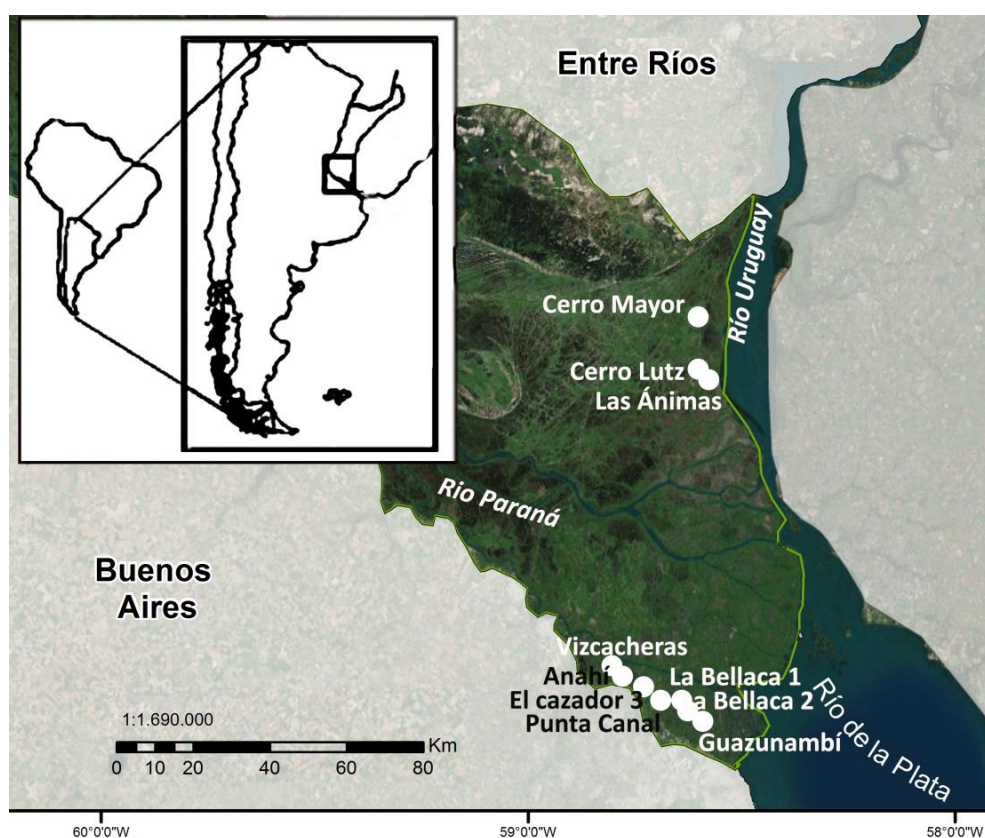 Entre Ríos
Río Uruguay
Cerro Mayor
Cerro Lutz
Las Ánimas
Rio Paraná
Buenos
Aires
Vizcacheras
Anahí
La Bellaca 1
El cazador 3
a Bellaca 2
Punta Canal
Guazunambí
Río de la Plata
1:1.690.000
Km
0 10 20 40 60 80
60°0'0"W 59°0'0"W 58°0'0"W